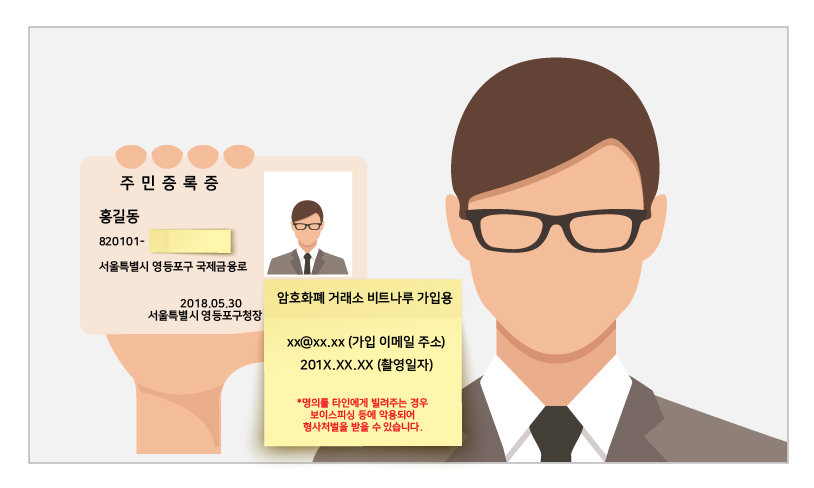 주민증록증
홍길동
820101-
서울특별시 영등포구 국제금융로
2018.05.30
서울특별시 영등포구청장
암호화폐 거래소 비트나루 가입용
xx@xx.xx (가입 이메일 주소)
201X.XX.XX (촬영일자)
*명의를 타인에게 빌려주는 경우
보이스피싱 등에 악용되어
형사처벌을 받을 수 있습니다.